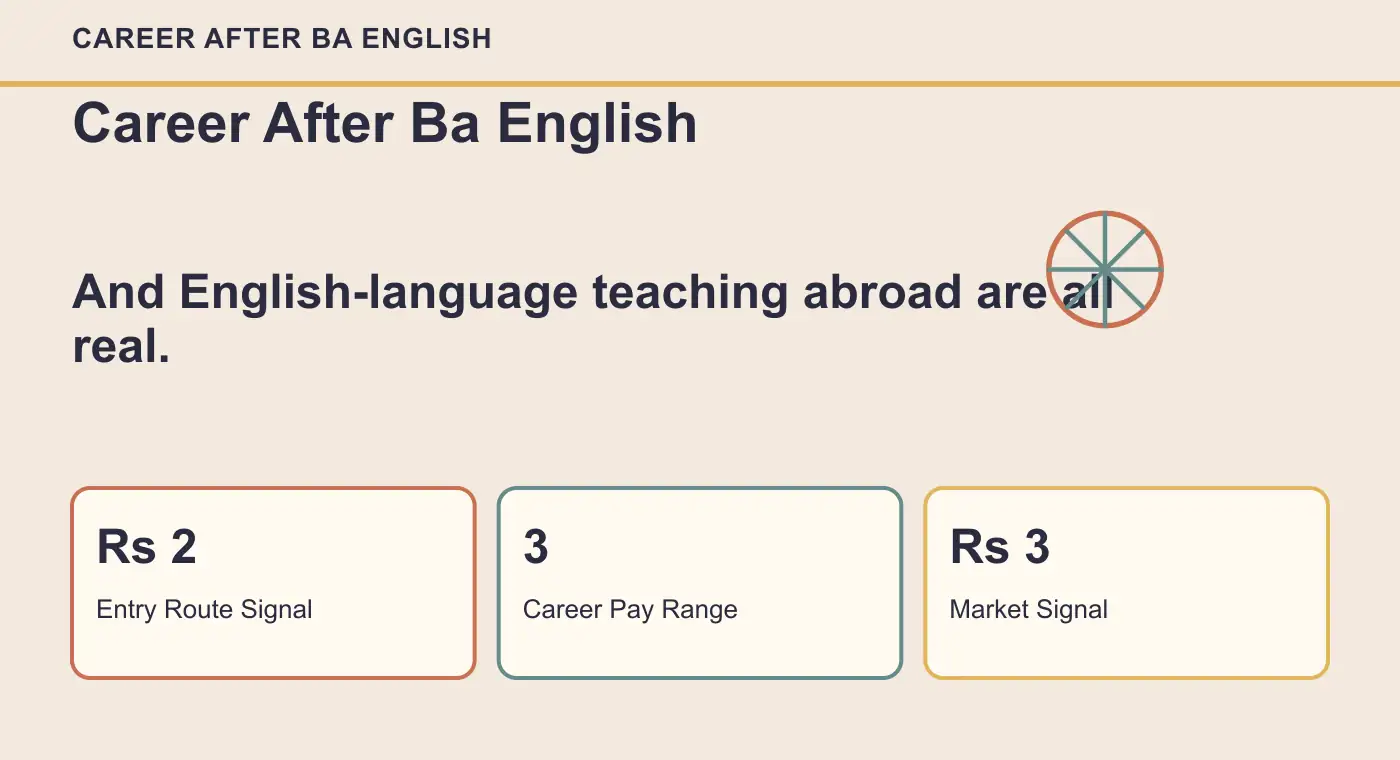 CAREER AFTER BA ENGLISH
Career After Ba English
And English-language teaching abroad are all
real.
Rs 2
Entry Route Signal
3
Career Pay Range
Rs 3
Market Signal